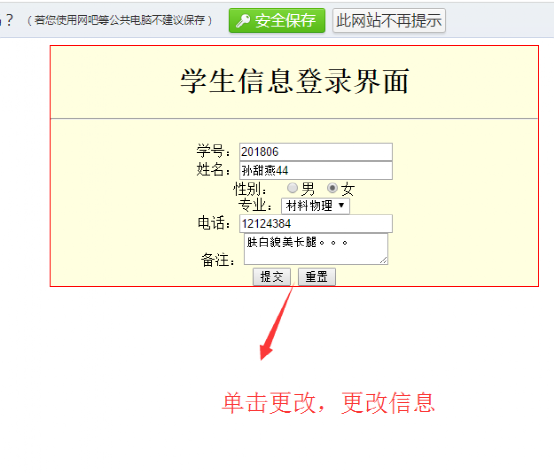 ？（若您使用网吧等公共电脑不建议保存） 安全保存 此网站不再提示
学生信息登录界面
学号：201806
姓名：孙甜燕44
性别： 男 女
专业：材料物理
电话：12124384
肤白貌美长腿。。。
备注：
提交 重置
单击更改，更改信息